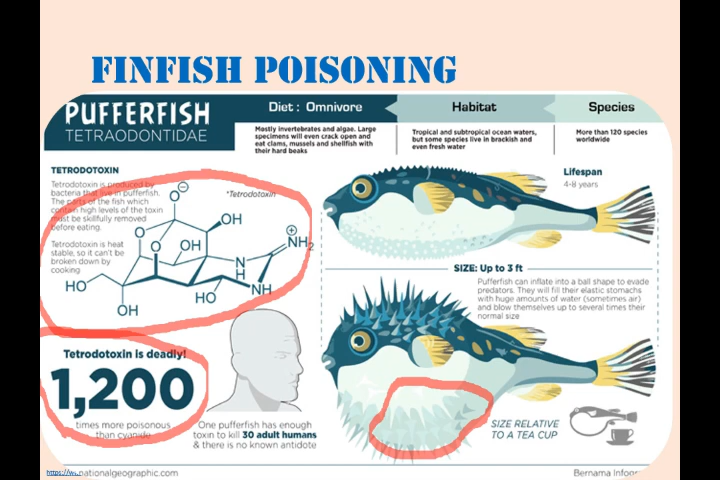 FINFISH POISONING
PUFFERFISH
TETRAODONTIDAE
Diet: Omnivore
Mostly invertebrates and algae. Large
specimens will even crack open and
eat clams, mussels and shellfish with
their hard beaks
Habitat
Tropical and subtropical ocean waters,
but some species live in brackish and
even fresh water
Species
More than 120 species
worldwide
TETRODOTOXIN
Tetrodotoxin is produced by
bacteria that live in pufferfish.
The parts of the fish which
contain high levels of the toxin
must be skillfully removed
before eating.
Tetrodotoxin is heat
stable, so it can't be
broken down by
cooking
*Tetrodotoxin
O
OH
O
OH
O
NH2
N
H
NH
HO
HO
OH
Lifespan
4-8 years
SIZE: Up to 3 ft
Pufferfish can inflate into a ball shape to evade
predators. They will fill their elastic stomachs
with huge amounts of water (sometimes air)
and blow themselves up to several times their
normal size
Tetrodotoxin is deadly!
1,200
times more poisonous
than cyanide
One pufferfish has enough
toxin to kill 30 adult humans
& there is no known antidote
SIZE RELATIVE
TO A TEA CUP
nationalgeographic.com
Bernama Infogr